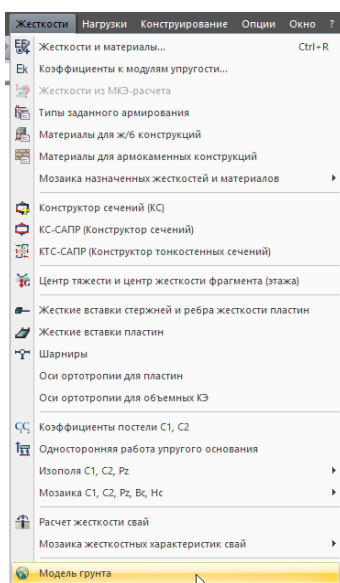 Жесткости Нагрузки Конструирование Опции Окно ?
Жесткости и материалы... Ctrl+R
Ek Коэффициенты к модулям упругости...
Жесткости из МКЭ-расчета
Типы заданного армирования
Материалы для ж/б конструкций
Материалы для армокаменных конструкций
Мозаика назначенных жесткостей и материалов
Конструктор сечений (КС)
КС-САПР (Конструктор сечений)
КТС-САПР (Конструктор тонкостенных сечений)
Центр тяжести и центр жесткости фрагмента (этажа)
Жесткие вставки стержней и ребра жесткости пластин
Жесткие вставки пластин
Шарниры
Оси ортотропии для пластин
Оси ортотропии для объемных КЭ
Коэффициенты постели С1, С2
Односторонняя работа упругого основания
Изополя С1, С2, Pz
Мозаика С1, С2, Pz, Bc, Hc
Расчет жесткости свай
Мозаика жесткостных характеристик свай
Модель грунта